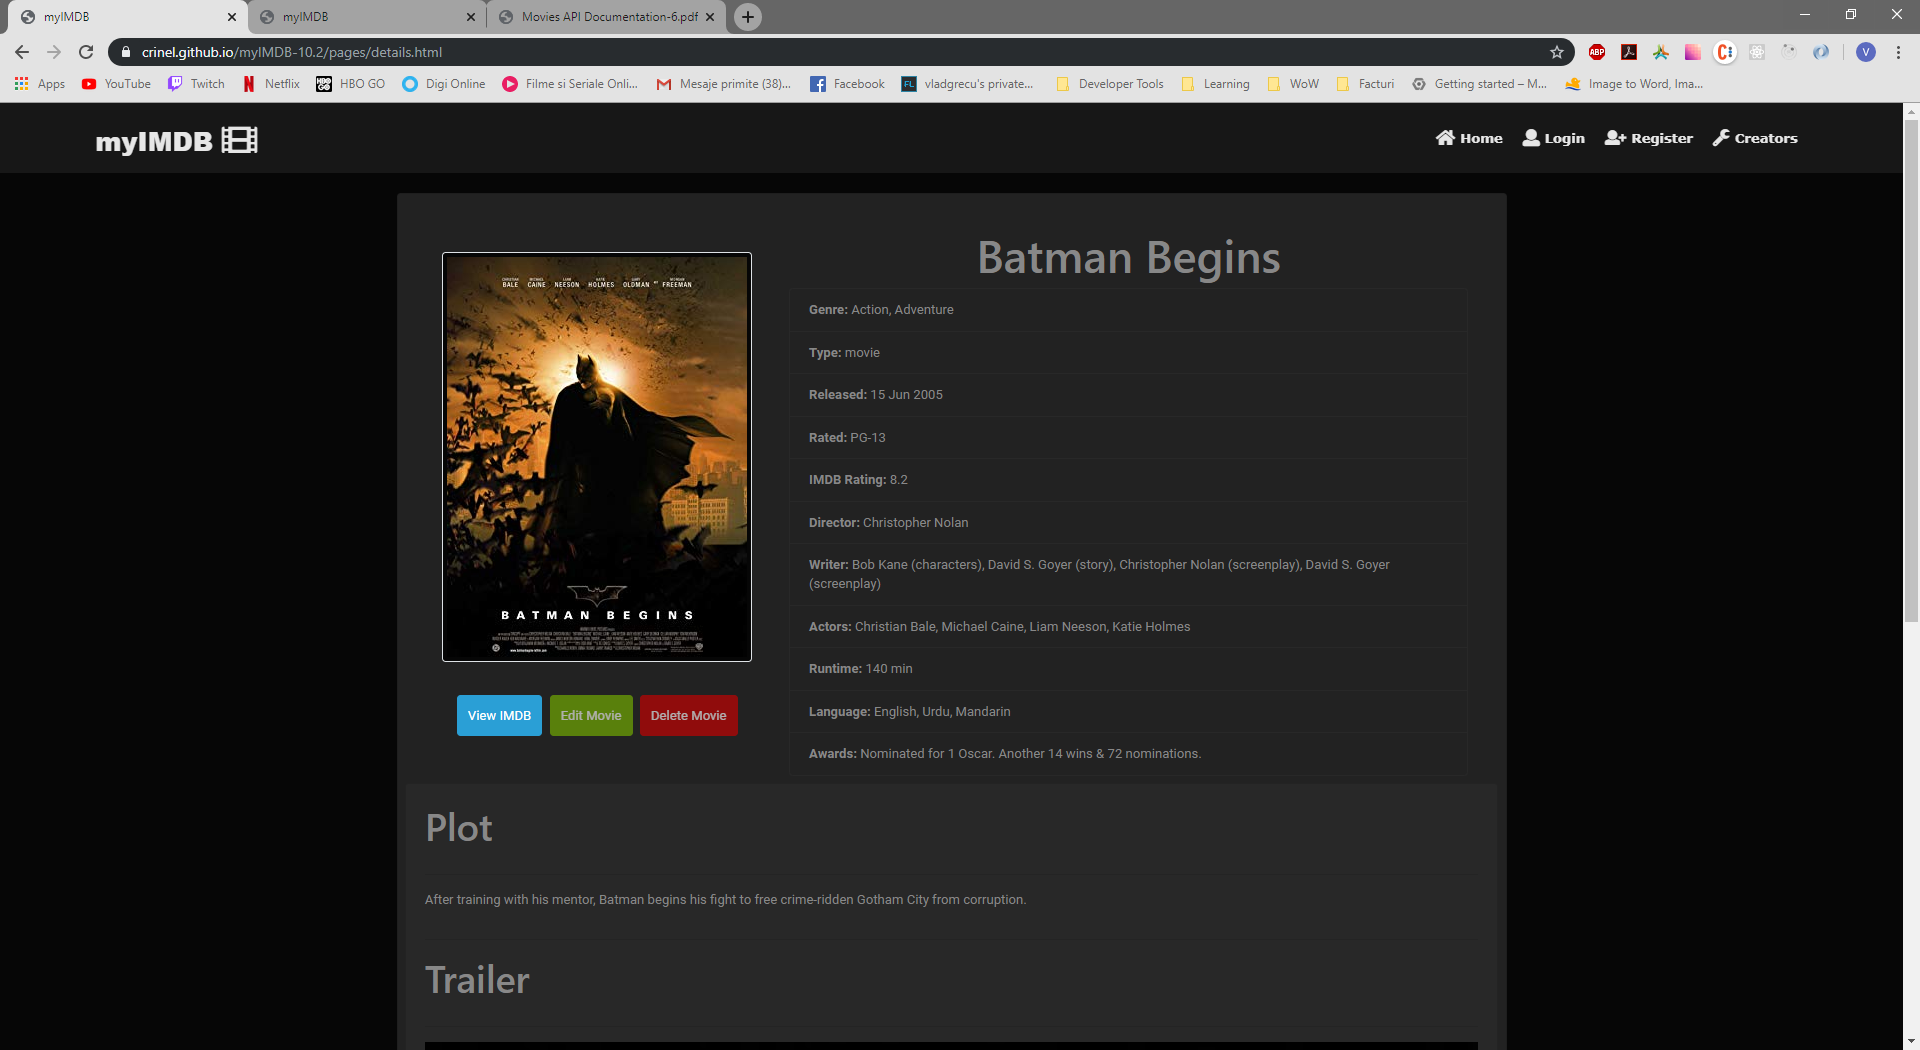 myIMDB
myIMDB
Movies API Documentation-6.pdf
crinel.github.io/myIMDB-10.2/pages/details.html
ABP
V
Apps
YouTube
Twitch
Netflix
HBO GO
Digi Online
Filme si Seriale Onli...
Mesaje primite (38)...
Facebook
FL
vladgrecu's private...
Developer Tools
Learning
WoW
Facturi
Getting started – M...
Image to Word, Ima...
myIMDB
Home
Login
Register
Creators
CHRISTIAN BALE MICHAEL CAINE LIAM NEESON KATIE HOLMES GARY OLDMAN MORGAN FREEMAN
BATMAN BEGINS
View IMDB
Edit Movie
Delete Movie
Batman Begins
Genre: Action, Adventure
Type: movie
Released: 15 Jun 2005
Rated: PG-13
IMDB Rating: 8.2
Director: Christopher Nolan
Writer: Bob Kane (characters), David S. Goyer (story), Christopher Nolan (screenplay), David S. Goyer
(screenplay)
Actors: Christian Bale, Michael Caine, Liam Neeson, Katie Holmes
Runtime: 140 min
Language: English, Urdu, Mandarin
Awards: Nominated for 1 Oscar. Another 14 wins & 72 nominations.
Plot
After training with his mentor, Batman begins his fight to free crime-ridden Gotham City from corruption.
Trailer